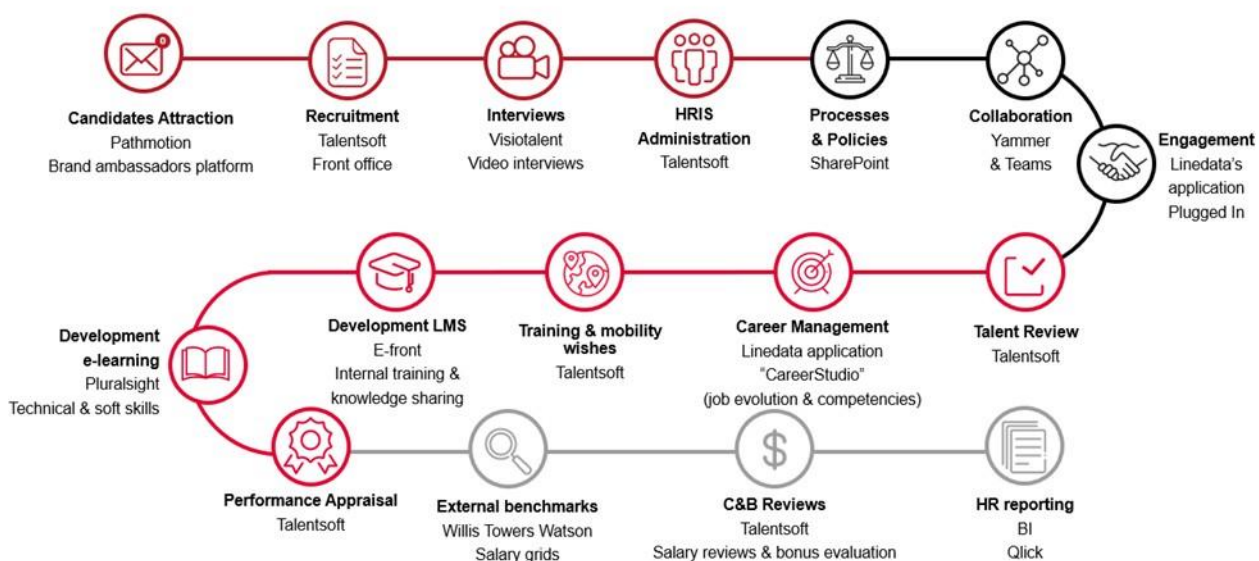 Candidates Attraction
Pathmotion
Brand ambassadors platform
Recruitment
Talentsoft
Front office
Interviews
Visiotalent
Video interviews
HRIS
Administration
Talentsoft
Processes
& Policies
SharePoint
Collaboration
Yammer
& Teams
Engagement
Linedata's
application
Plugged In
Talent Review
Talentsoft
Career Management
Linedata application
“CareerStudio”
(job evolution & competencies)
Training & mobility
wishes
Talentsoft
Development LMS
E-front
Internal training &
knowledge sharing
Development
e-learning
Pluralsight
Technical & soft skills
Performance Appraisal
Talentsoft
External benchmarks
Willis Towers Watson
Salary grids
$
C&B Reviews
Talentsoft
Salary reviews & bonus evaluation
HR reporting
BI
Qlick